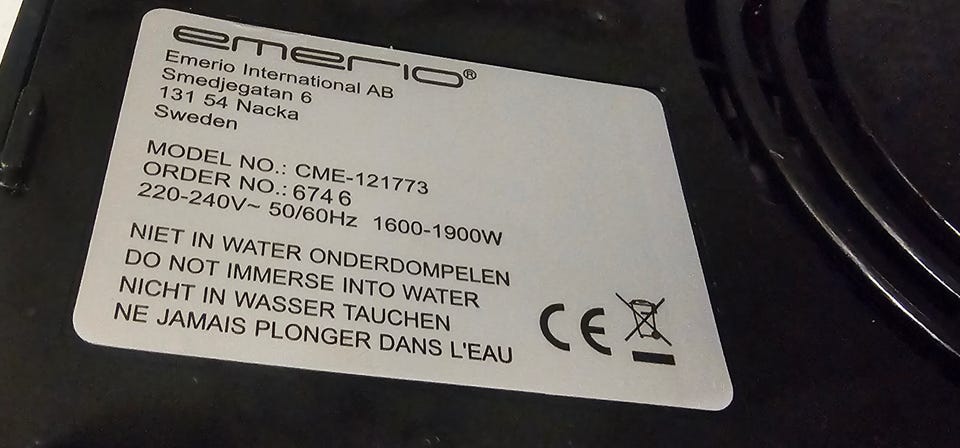 emerio®
Emerio International AB
Smedjegatan 6
131 54 Nacka
Sweden
MODEL NO.: CME-121773
ORDER NO.: 674 6
220-240V~ 50/60Hz 1600-1900W
NIET IN WATER ONDERDOMPELEN
DO NOT IMMERSE INTO WATER
NICHT IN WASSER TAUCHEN
NE JAMAIS PLONGER DANS L'EAU
CE